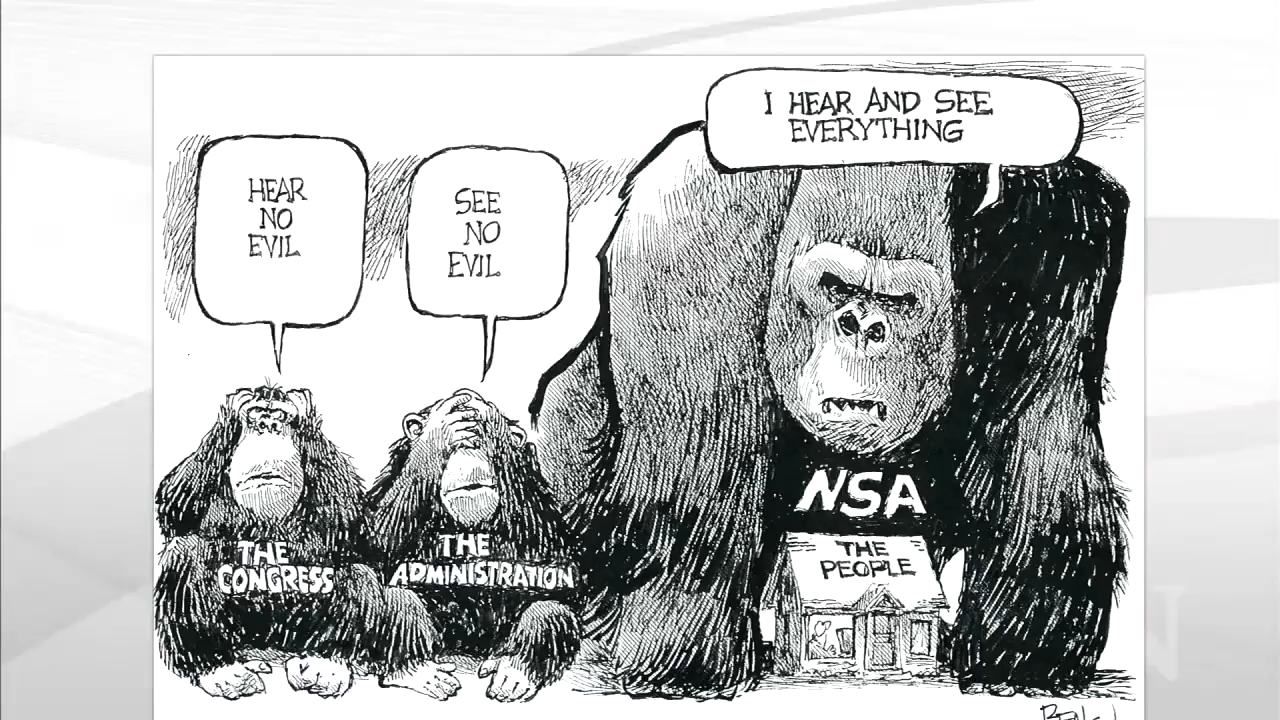 HEAR
NO
EVIL
SEE
NO
EVIL
I HEAR AND SEE
EVERYTHING
THE
CONGRESS
THE
ADMINISTRATION
NSA
THE
PEOPLE